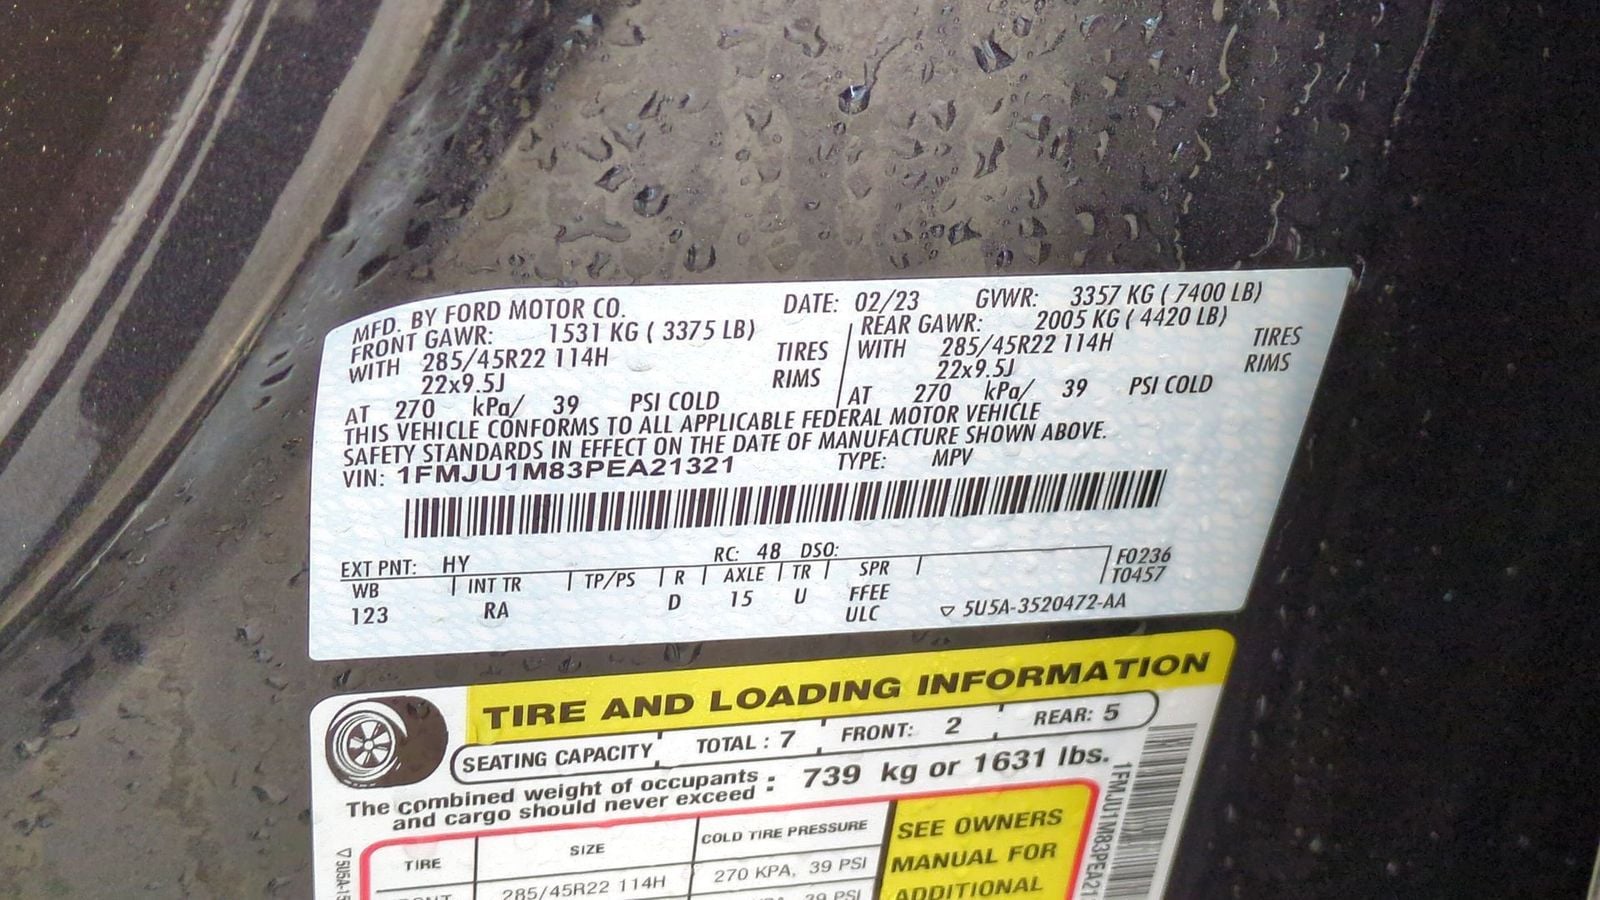 MFD. BY FORD MOTOR CO. DATE: 02/23 GVWR: 3357 KG ( 7400 LB)
FRONT GAWR: 1531 KG ( 3375 LB) REAR GAWR: 2005 KG ( 4420 LB)
WITH 285/45R22 114H TIRES WITH 285/45R22 114H TIRES
22x9.5J RIMS 22x9.5J RIMS
AT 270 kPa/ 39 PSI COLD AT 270 kPa/ 39 PSI COLD
THIS VEHICLE CONFORMS TO ALL APPLICABLE FEDERAL MOTOR VEHICLE
SAFETY STANDARDS IN EFFECT ON THE DATE OF MANUFACTURE SHOWN ABOVE.
VIN: 1FMJU1M83PEA21321 TYPE: MPV
EXT PNT: HY RC: 48 DSO: F0236
WB INT TR TP/PS R AXLE TR SPR T0457
123 RA D 15 U FFEE
ULC ▽ 5U5A-3520472-AA
TIRE AND LOADING INFORMATION
SEATING CAPACITY TOTAL : 7 FRONT: 2 REAR: 5
The combined weight of occupants : 739 kg or 1631 lbs.
and cargo should never exceed
TIRE SIZE COLD TIRE PRESSURE SEE OWNERS
285/45R22 114H 270 KPA, 39 PSI MANUAL FOR
39 PSI ADDITIONAL
1FMJU1M83PEA21
▽5U5A-15